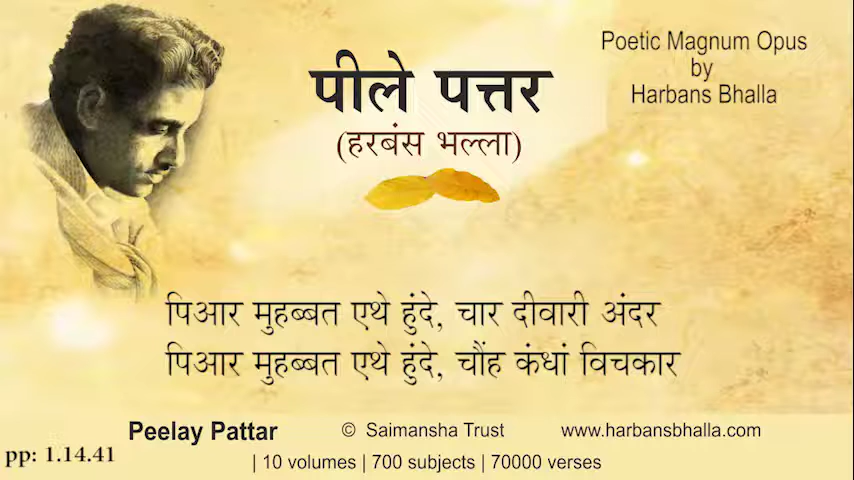 पीले पत्तर
(हरबंस भल्ला)
Poetic Magnum Opus
by
Harbans Bhalla
पिआर मुहब्बत एथे हुंदे, चार दीवारी अंदर
पिआर मुहब्बत एथे हुंदे, चौंह कंधां विचकार
Peelay Pattar © Saimansha Trust www.harbansbhalla.com
pp: 1.14.41
| 10 volumes | 700 subjects | 70000 verses